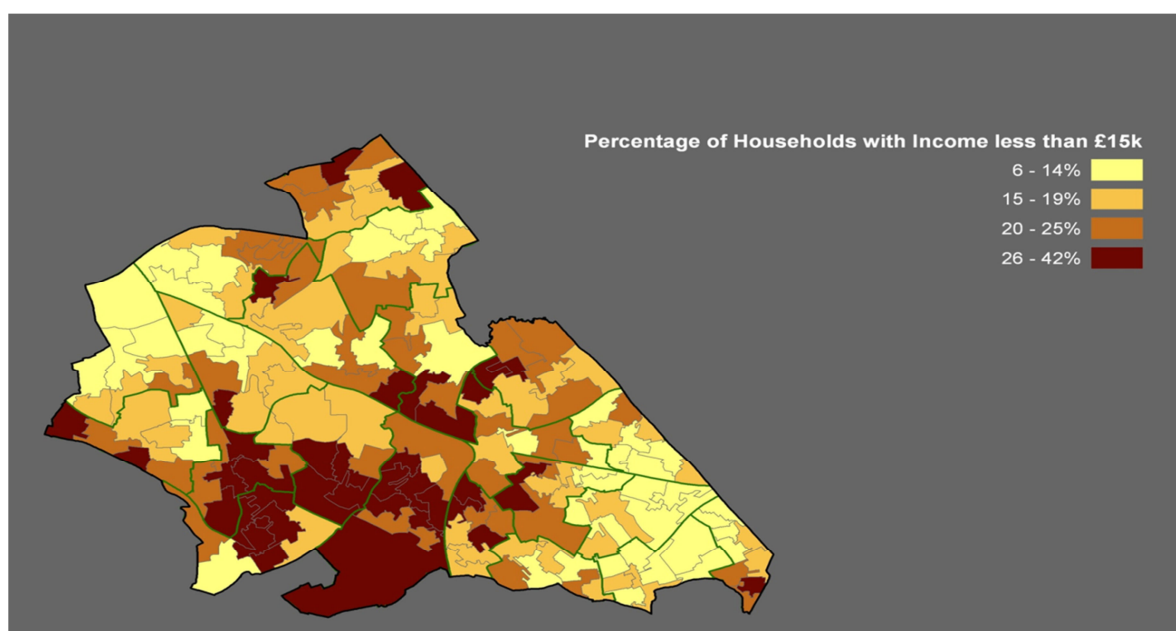 Percentage of Households with Income less than £15k
6 - 14%
15 - 19%
20 - 25%
26 - 42%